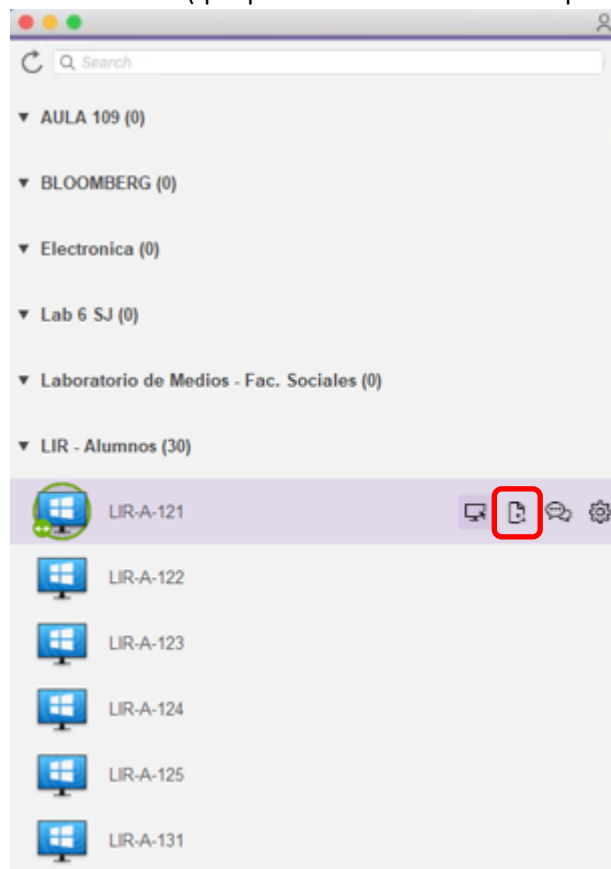 Search
AULA 109 (0)
BLOOMBERG (0)
Electronica (0)
Lab 6 SJ (0)
Laboratorio de Medios - Fac. Sociales (0)
LIR - Alumnos (30)
LIR-A-121
LIR-A-122
LIR-A-123
LIR-A-124
LIR-A-125
LIR-A-131